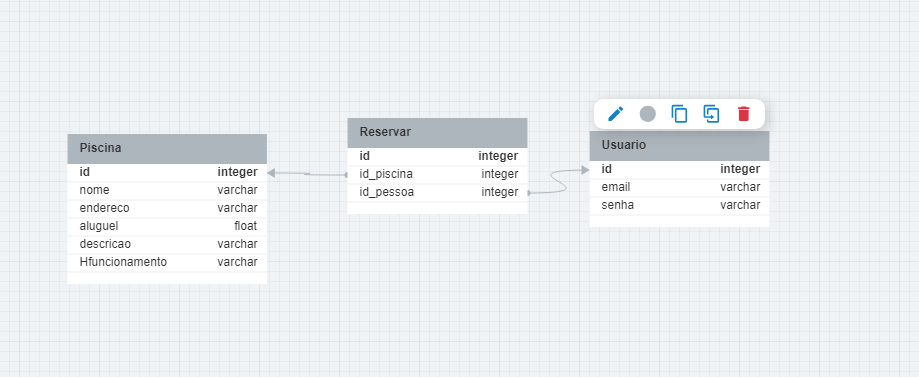 Piscina
id integer
nome varchar
endereco varchar
aluguel float
descricao varchar
Hfuncionamento varchar
Reservar
id integer
id_piscina integer
id_pessoa integer
Usuario
id integer
email varchar
senha varchar